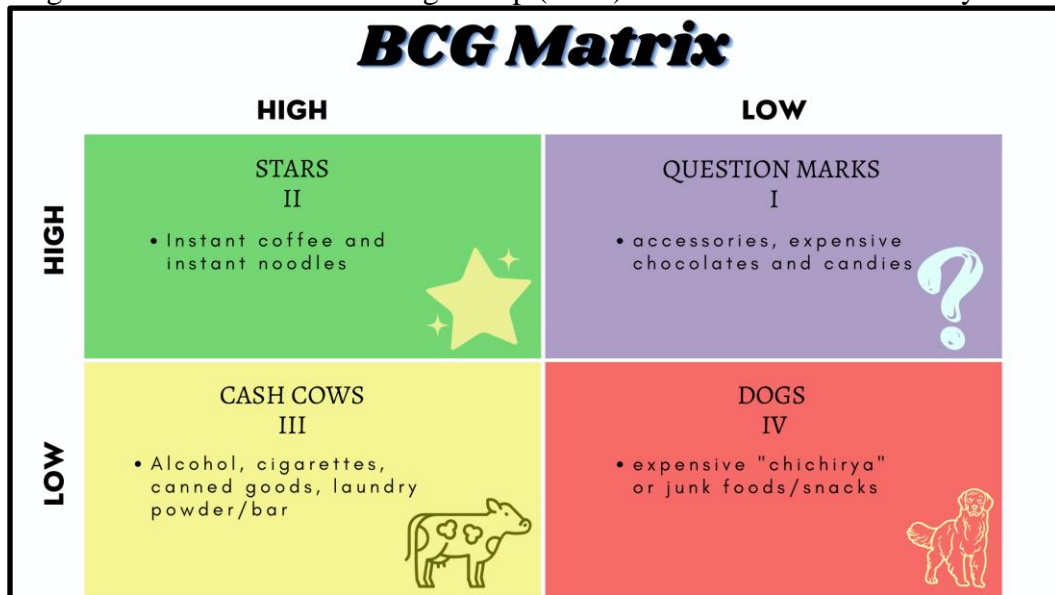 BCG Matrix
HIGH
LOW
HIGH
STARS
II
• Instant coffee and
instant noodles
QUESTION MARKS
I
• accessories, expensive
chocolates and candies
LOW
CASH COWS
III
• Alcohol, cigarettes,
canned goods, laundry
powder/bar
DOGS
IV
• expensive "chichirya"
or junk foods/snacks